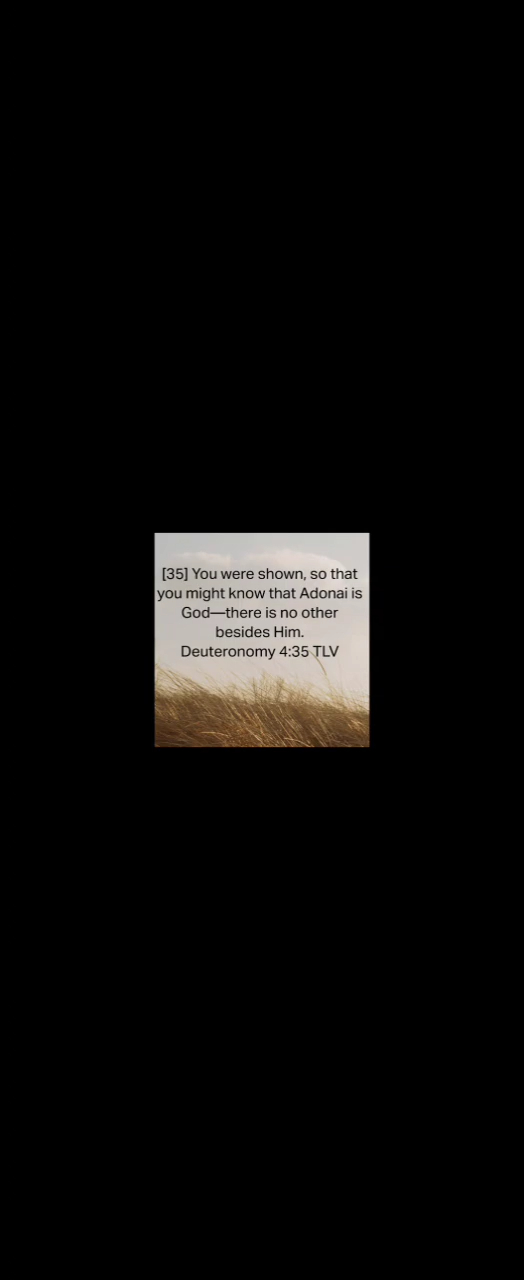 [35] You were shown, so that
you might know that Adonai is
God—there is no other
besides Him.
Deuteronomy 4:35 TLV